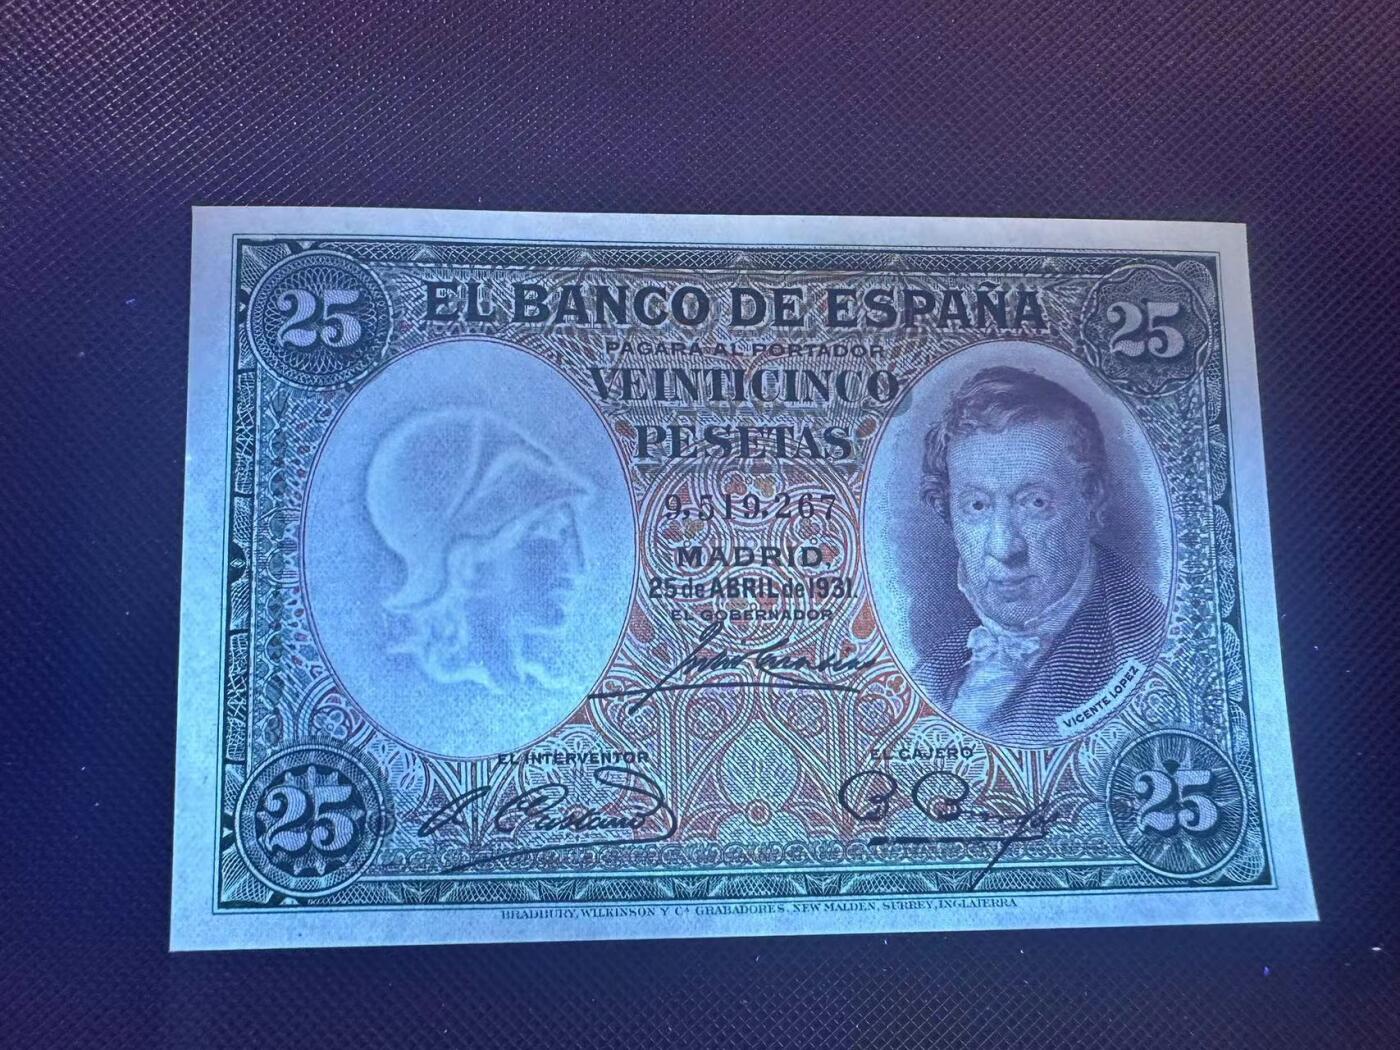 25
25
EL BANCO DE ESPAÑA
PAGARÁ AL PORTADOR
VEINTICINCO
PESETAS
9,519,267
MADRID,
25 de ABRIL de 1931.
EL GOBERNADOR
VICENTE LOPEZ
EL INTERVENTOR
EL CAJERO
25
25
BRADBURY, WILKINSON Y Cª GRABADORES, NEW MALDEN, SURREY, INGLATERRA